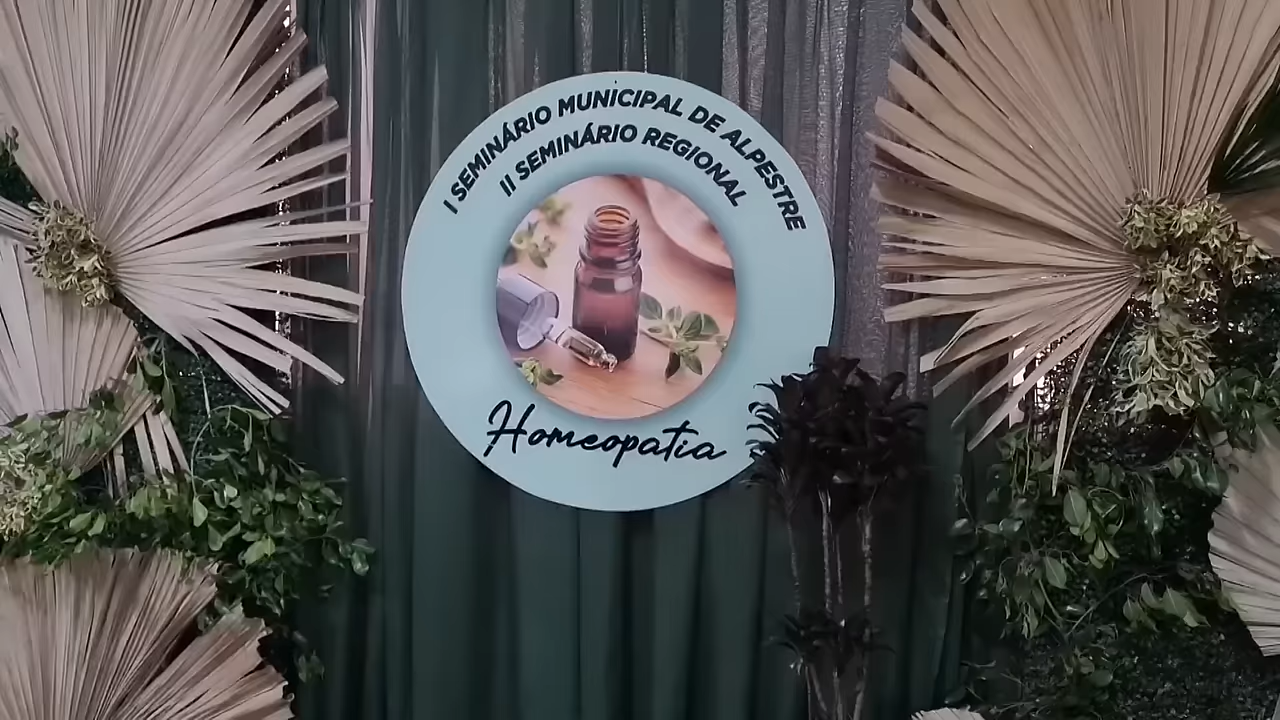 I SEMINÁRIO MUNICIPAL DE ALPESTRE
II SEMINÁRIO REGIONAL
Homeopatia